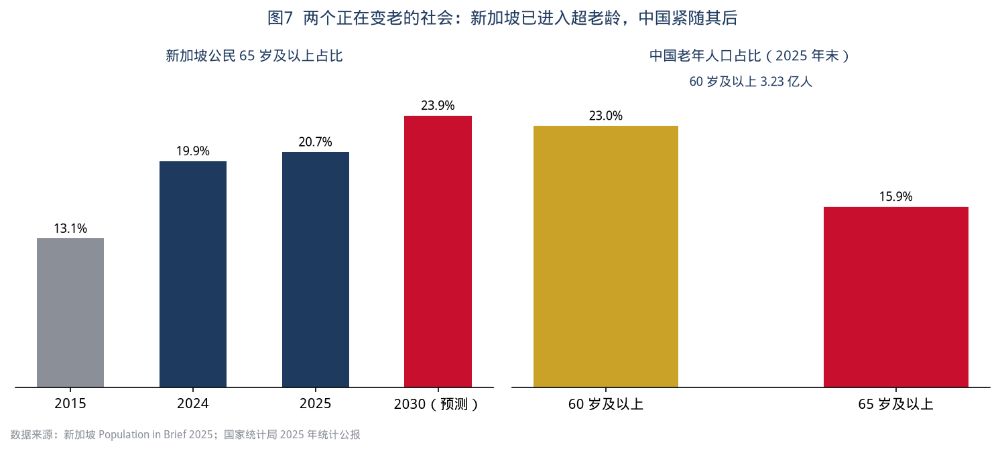 图7 两个正在变老的社会：新加坡已进入超老龄，中国紧随其后
新加坡公民 65 岁及以上占比
13.1%
19.9%
20.7%
23.9%
2015
2024
2025
2030（预测）
中国老年人口占比（2025 年末）
60 岁及以上 3.23 亿人
23.0%
15.9%
60 岁及以上
65 岁及以上
数据来源：新加坡 Population in Brief 2025；国家统计局 2025 年统计公报